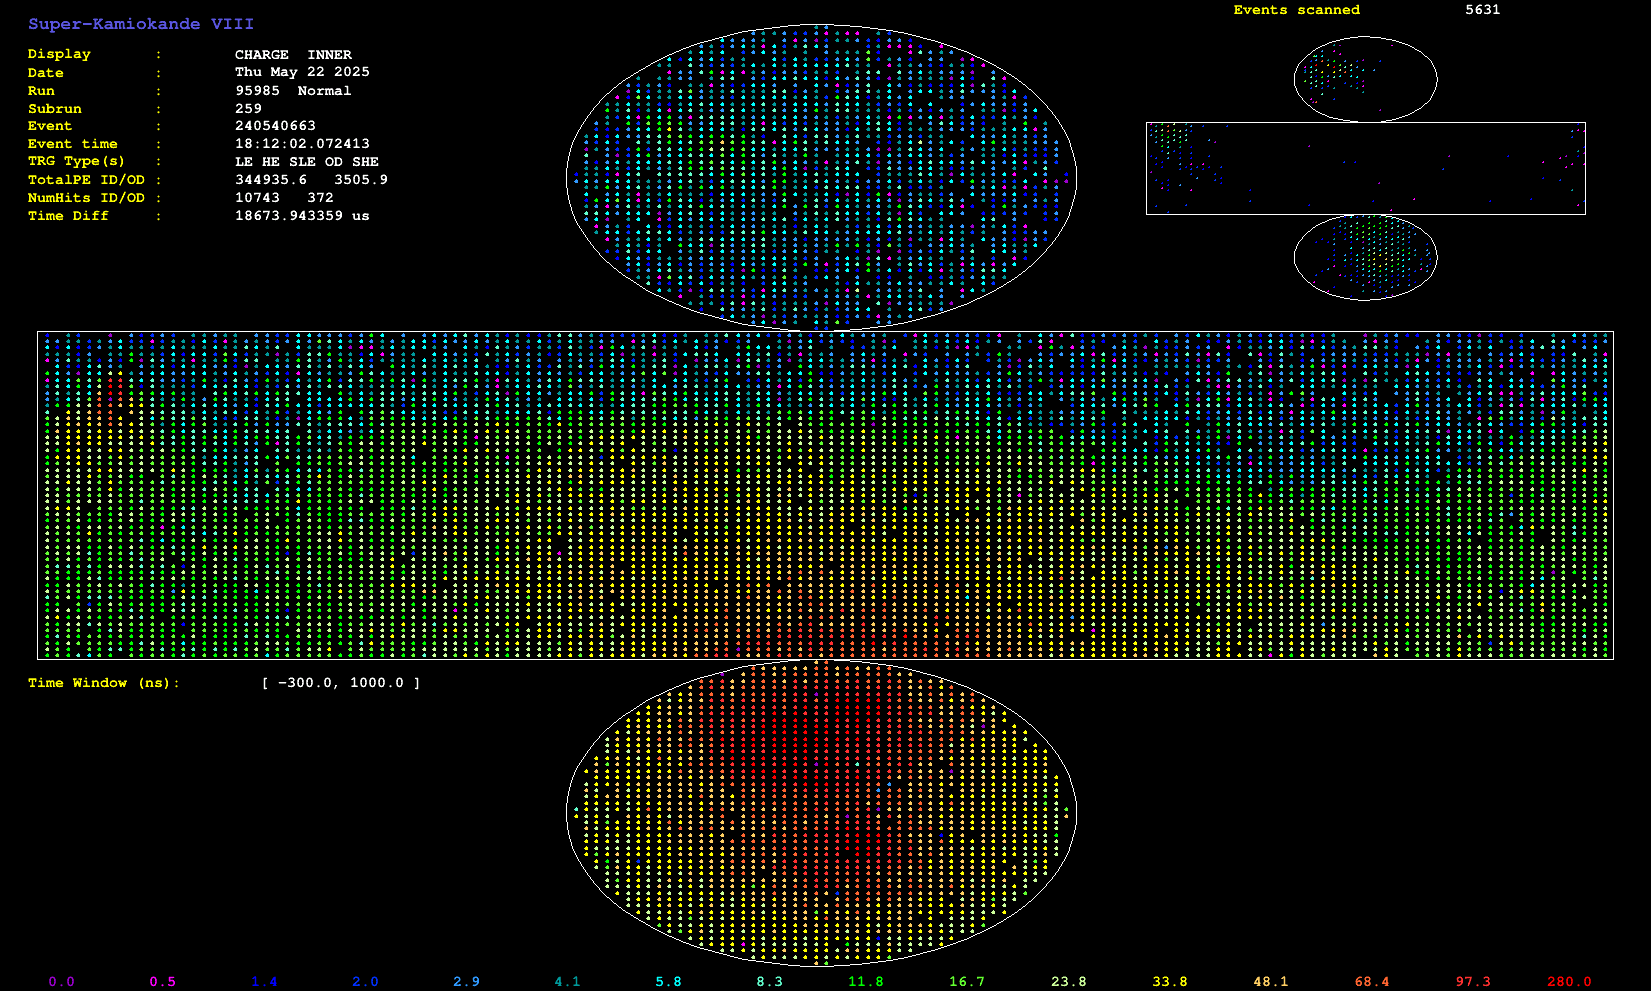 Super-Kamiokande VIII
Display : CHARGE INNER
Date : Thu May 22 2025
Run : 95985 Normal
Subrun : 259
Event : 240540663
Event time : 18:12:02.072413
TRG Type(s) : LE HE SLE OD SHE
TotalPE ID/OD : 344935.6 3505.9
NumHits ID/OD : 10743 372
Time Diff : 18673.943359 us
Events scanned 5631
Time Window (ns): [ -300.0, 1000.0 ]
0.0 0.5 1.4 2.0 2.9 4.1 5.8 8.3 11.8 16.7 23.8 33.8 48.1 68.4 97.3 280.0